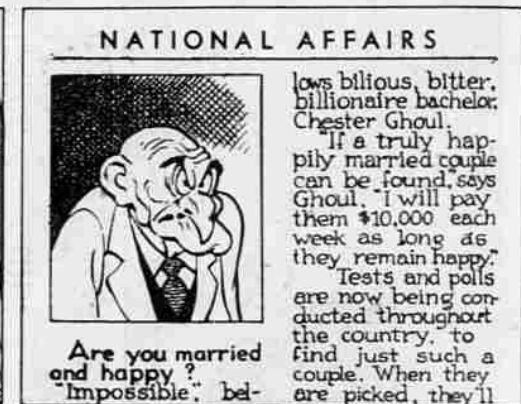 NATIONAL AFFAIRS
Are you married
and happy?
"Impossible", bel-
lows bilious, bitter,
billionaire bachelor,
Chester Ghoul.
"If a truly hap-
pily married couple
can be found," says
Ghoul. "I will pay
them $10,000 each
week as long as
they remain happy."
Tests and polls
are now being con-
ducted throughout
the country, to
find just such a
couple. When they
are picked, they'll